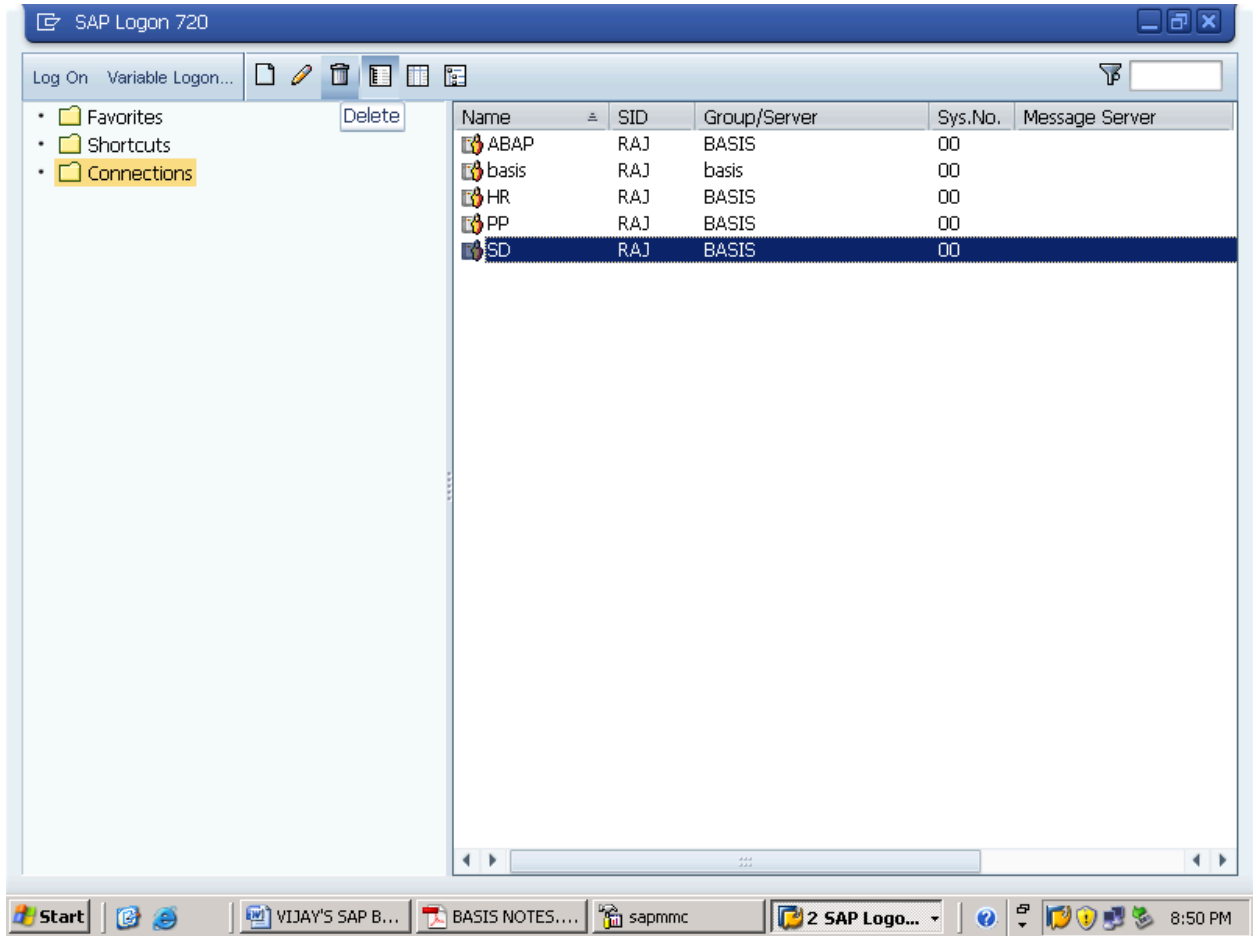 SAP Logon 720
Log On Variable Logon...
Delete
Favorites
Shortcuts
Connections
Name SID Group/Server Sys.No. Message Server
ABAP RAJ BASIS 00
basis RAJ basis 00
HR RAJ BASIS 00
PP RAJ BASIS 00
SD RAJ BASIS 00
Start VIJAY'S SAP B... BASIS NOTES.... sapmmc 2 SAP Logo... 8:50 PM